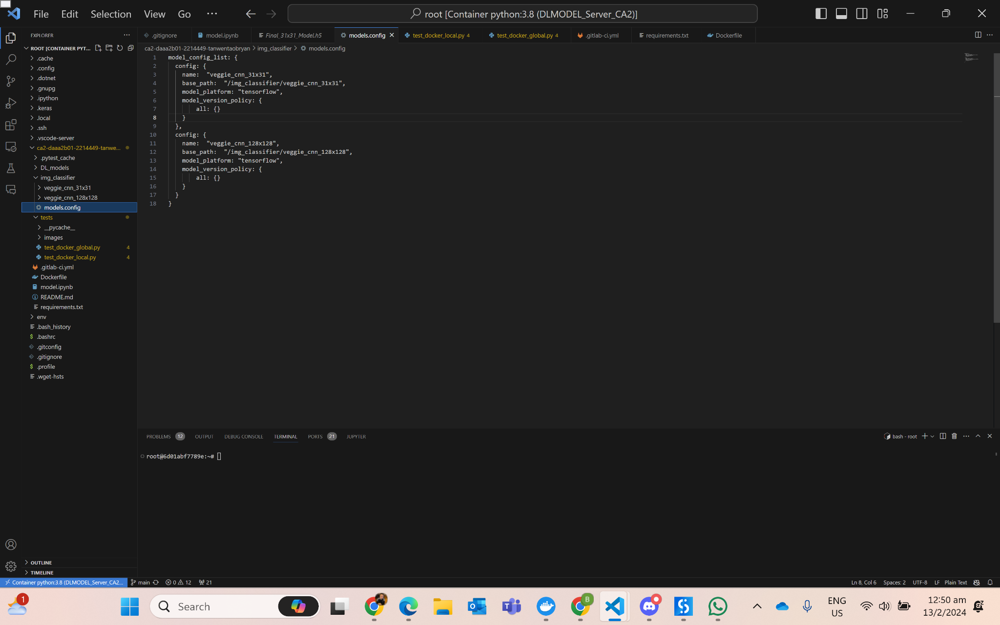 File Edit Selection View Go ···
root [Container python:3.8 (DLMODEL_Server_CA2)]
EXPLORER
ROOT [CONTAINER PYT...
.cache
.config
.dotnet
.gnupg
.ipython
.keras
.local
.ssh
.vscode-server
ca2-daaa2b01-2214449-tanwe...
.pytest_cache
DL_models
img_classifier
veggie_cnn_31x31
veggie_cnn_128x128
models.config
tests
__pycache__
images
test_docker_global.py 4
test_docker_local.py 4
.gitlab-ci.yml
Dockerfile
model.ipynb
README.md
requirements.txt
env
.bash_history
.bashrc
.gitconfig
.gitignore
.profile
.wget-hsts
OUTLINE
TIMELINE
.gitignore model.ipynb Final_31x31_Model.h5 models.config test_docker_local.py 4 test_docker_global.py 4 .gitlab-ci.yml requirements.txt Dockerfile
ca2-daaa2b01-2214449-tanwentaobryan > img_classifier > models.config
1 model_config_list: {
2 config: {
3 name: "veggie_cnn_31x31",
4 base_path: "/img_classifier/veggie_cnn_31x31",
5 model_platform: "tensorflow",
6 model_version_policy: {
7 all: {}
8 }
9 },
10 config: {
11 name: "veggie_cnn_128x128",
12 base_path: "/img_classifier/veggie_cnn_128x128",
13 model_platform: "tensorflow",
14 model_version_policy: {
15 all: {}
16 }
17 }
18 }
PROBLEMS 12 OUTPUT DEBUG CONSOLE TERMINAL PORTS 21 JUPYTER
bash - root
root@6d01abf7789e:~#
Container python:3.8 (DLMODEL_Server_CA2... main 0 12 21
Ln 8, Col 6 Spaces: 2 UTF-8 LF Plain Text
1
Search
B
ENG
US
12:50 am
13/2/2024